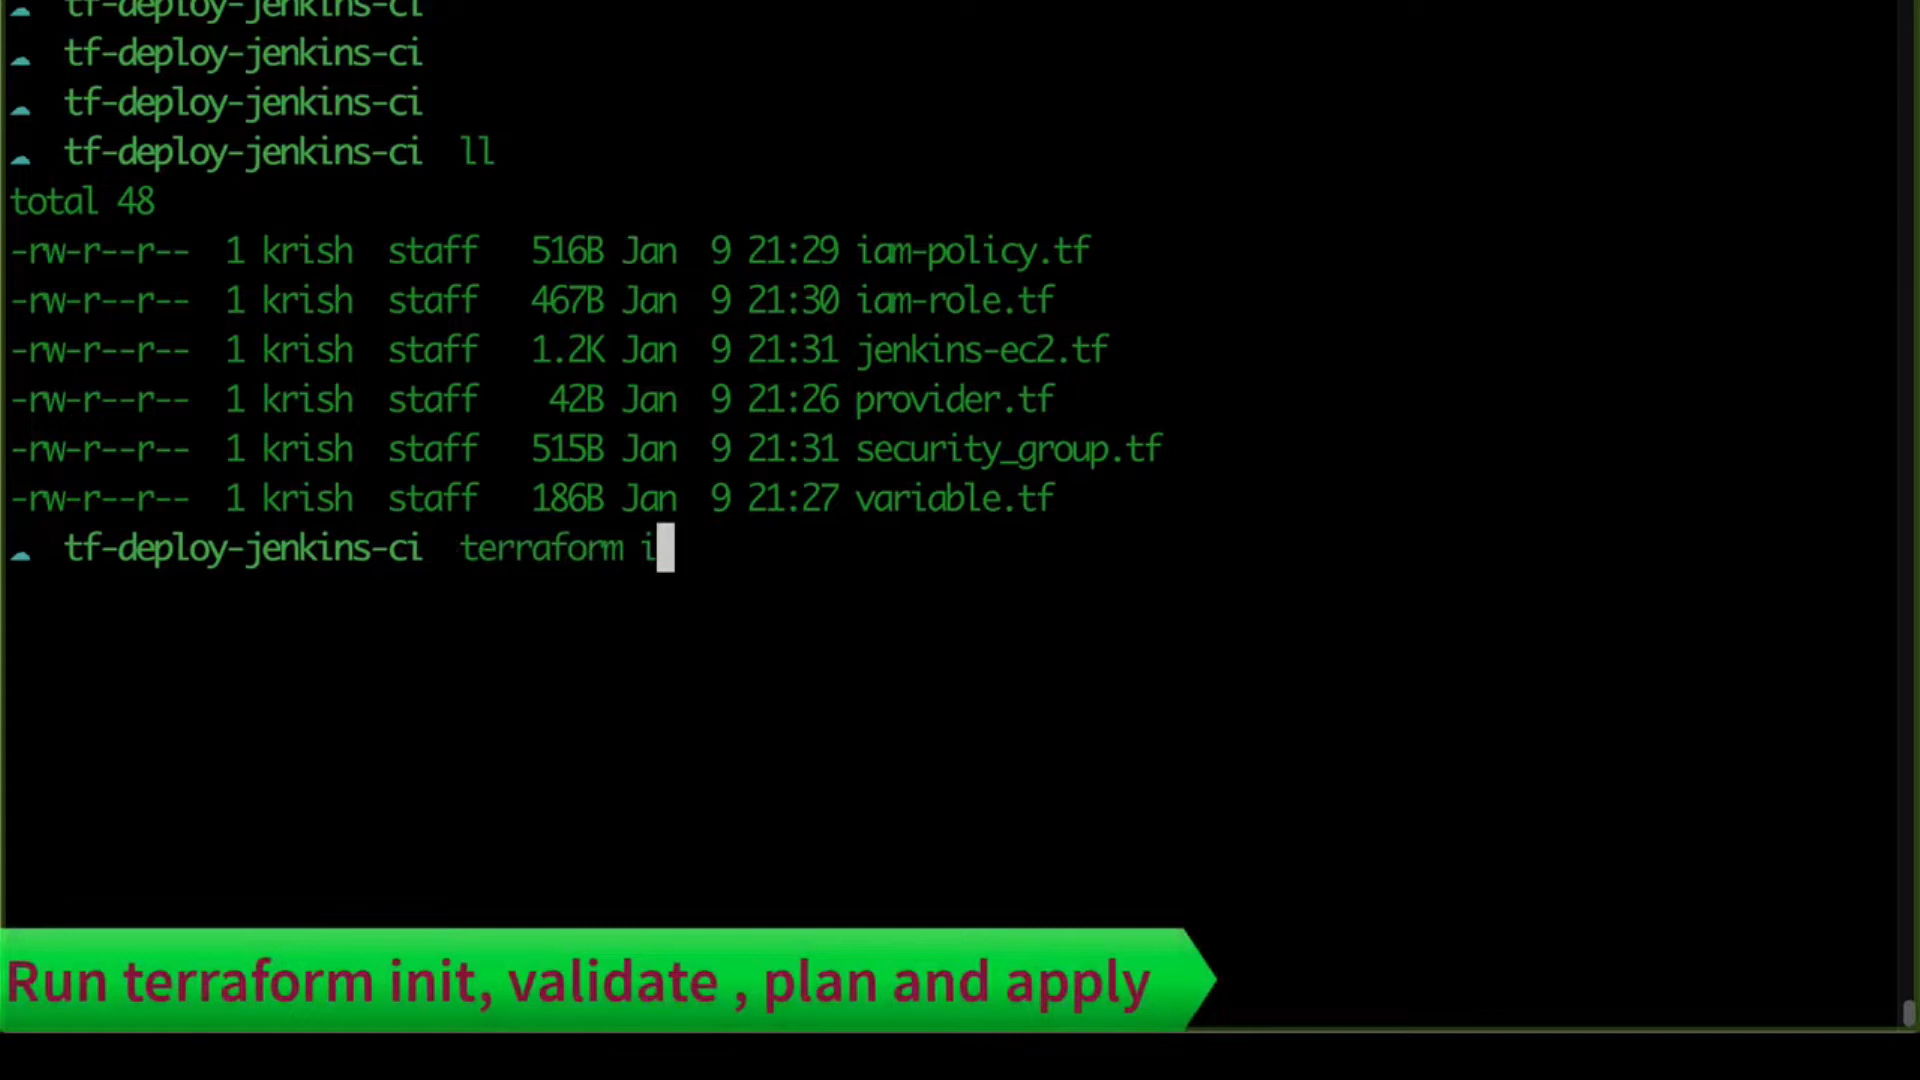 tf-deploy-jenkins-ci
tf-deploy-jenkins-ci
tf-deploy-jenkins-ci
tf-deploy-jenkins-ci ll
total 48
-rw-r--r-- 1 krish staff 516B Jan 9 21:29 iam-policy.tf
-rw-r--r-- 1 krish staff 467B Jan 9 21:30 iam-role.tf
-rw-r--r-- 1 krish staff 1.2K Jan 9 21:31 jenkins-ec2.tf
-rw-r--r-- 1 krish staff 42B Jan 9 21:26 provider.tf
-rw-r--r-- 1 krish staff 515B Jan 9 21:31 security_group.tf
-rw-r--r-- 1 krish staff 186B Jan 9 21:27 variable.tf
tf-deploy-jenkins-ci terraform i
Run terraform init, validate , plan and apply